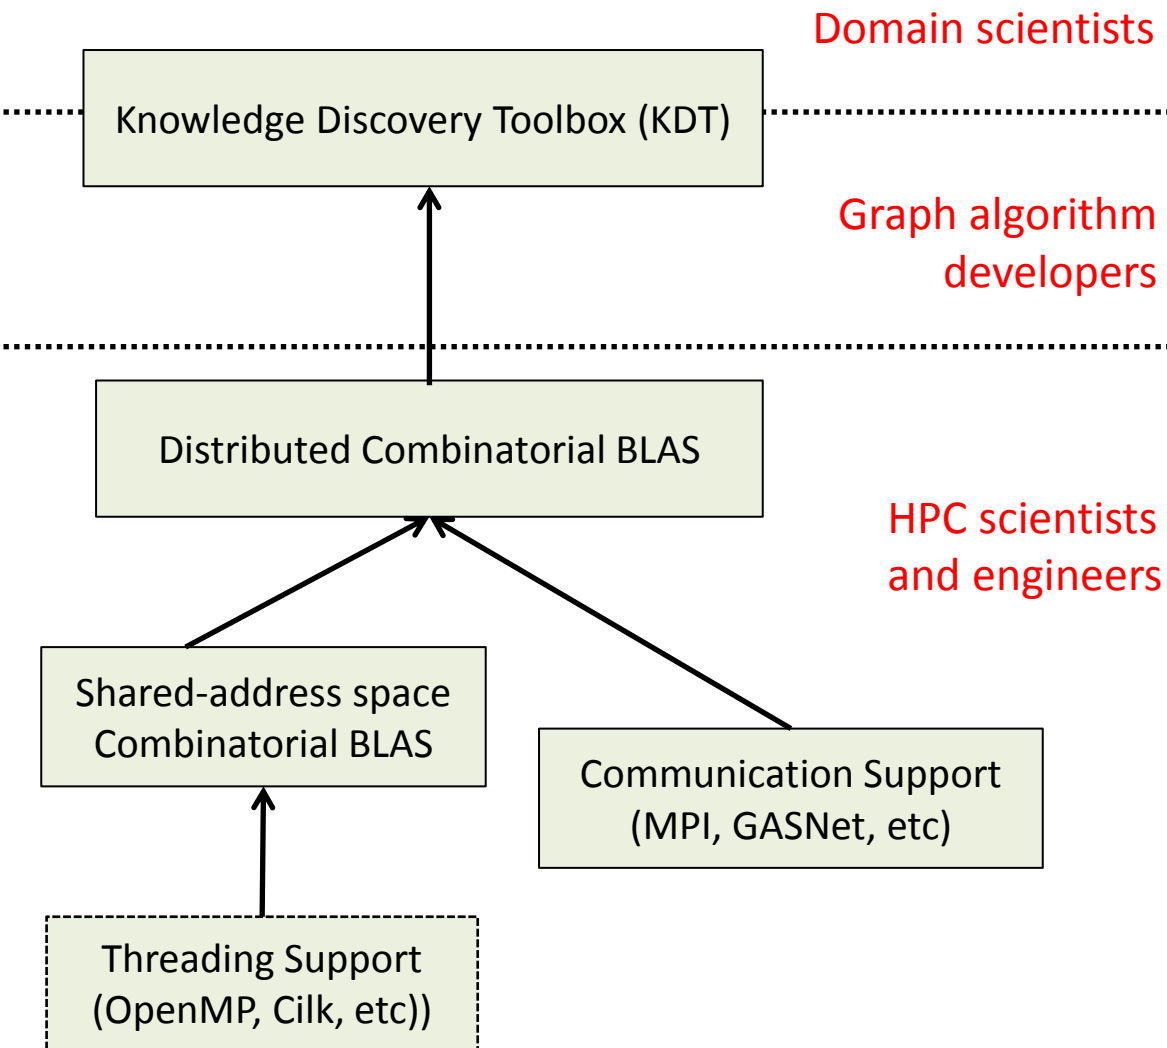 Domain scientists
Knowledge Discovery Toolbox (KDT)
Graph algorithm
developers
Distributed Combinatorial BLAS
HPC scientists
and engineers
Shared-address space
Combinatorial BLAS
Communication Support
(MPI, GASNet, etc)
Threading Support
(OpenMP, Cilk, etc))